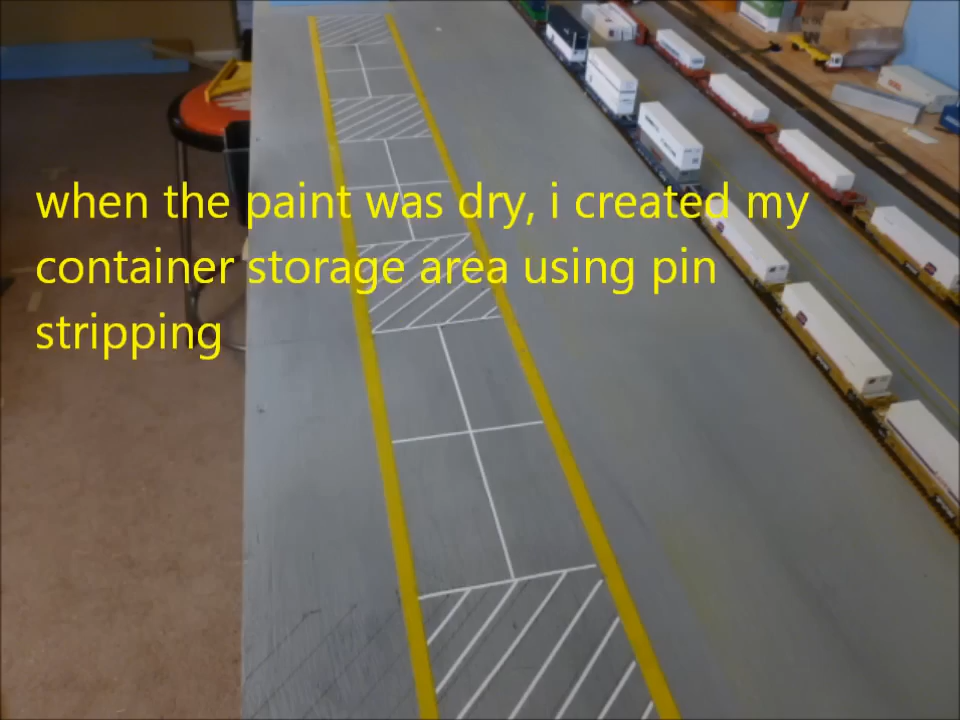 when the paint was dry, i created my
container storage area using pin
stripping